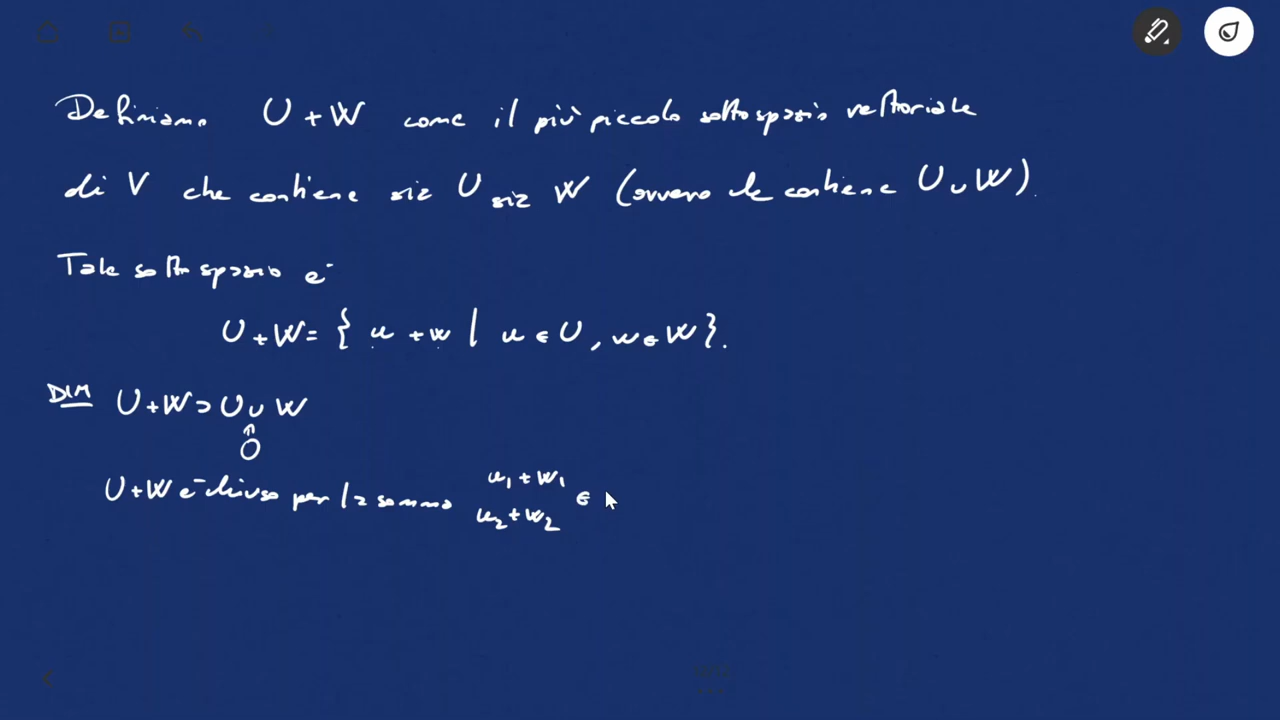 Definiamo U + W come il più piccolo sottospazio vettoriale
di V che contiene sia U sia W (ovvero che contiene U ∪ W).
Tale sottospazio è
U + W = { u + w | u ∈ U, w ∈ W }.
DIM U + W ⊃ U ∪ W
0
U + W è chiuso per la somma u₁ + w₁
u₂ + w₂ ∈